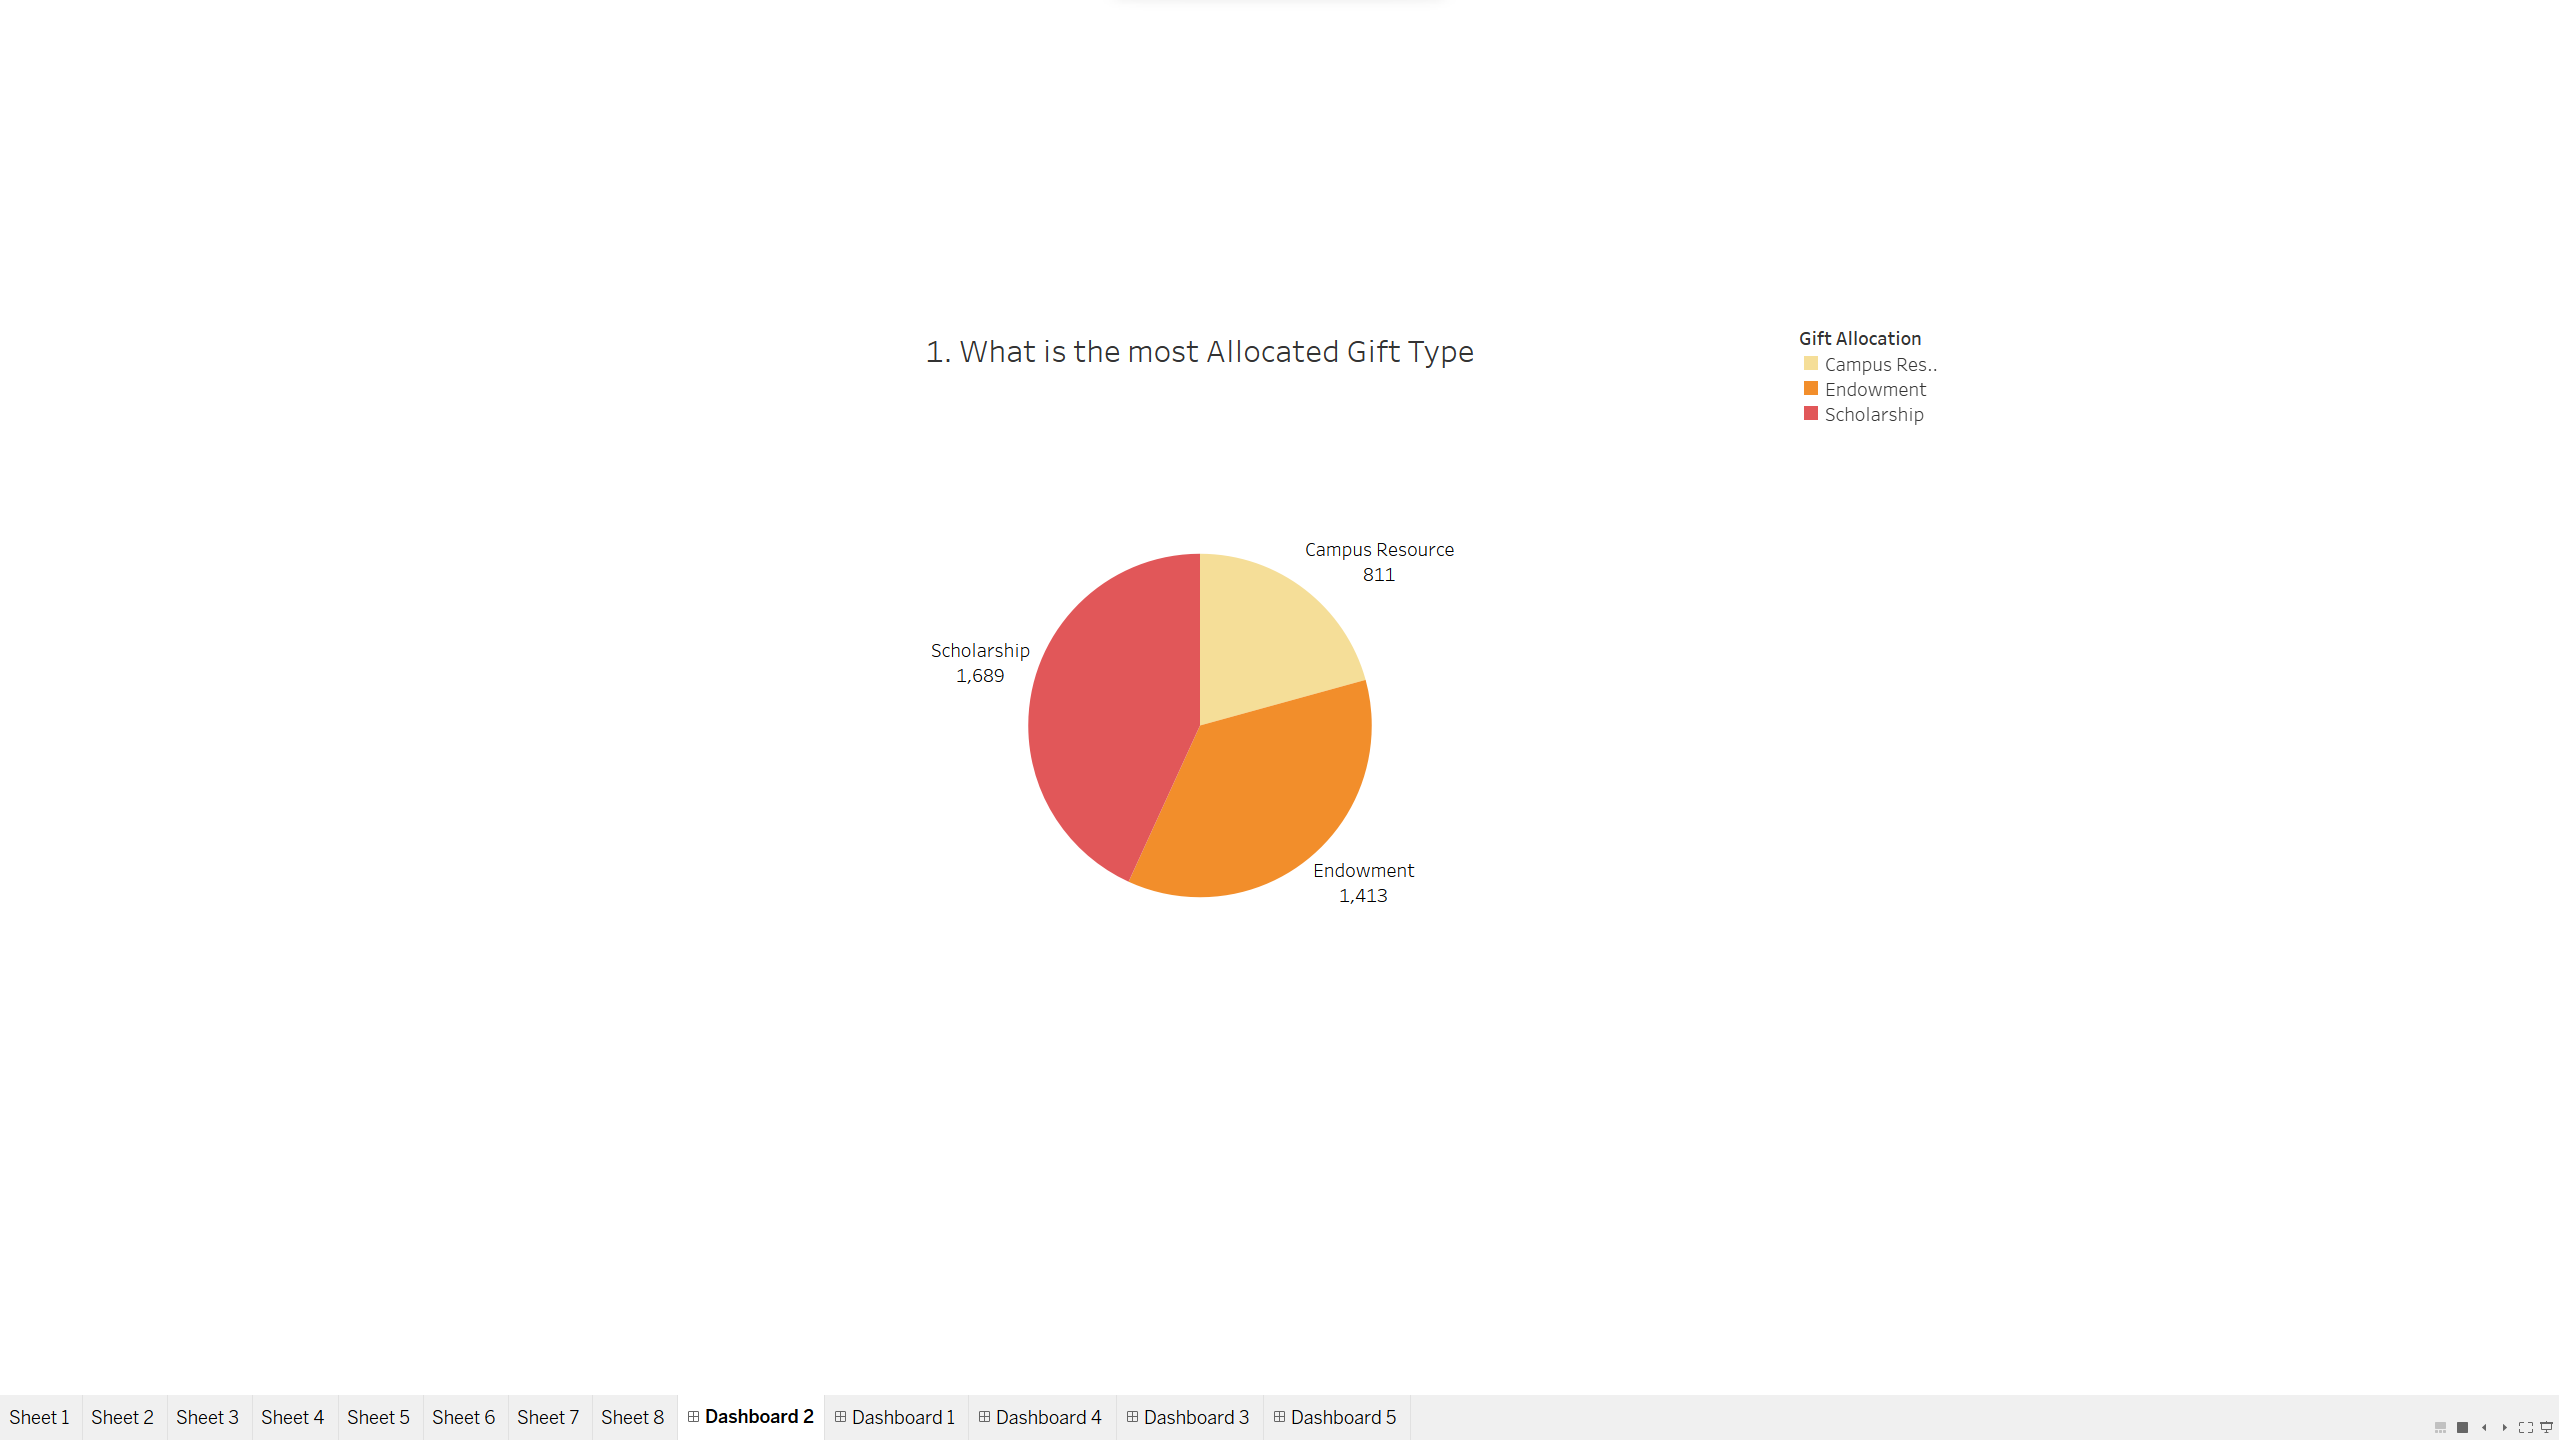 1. What is the most Allocated Gift Type
Gift Allocation
Campus Res..
Endowment
Scholarship
Campus Resource
811
Scholarship
1,689
Endowment
1,413
Sheet 1 Sheet 2 Sheet 3 Sheet 4 Sheet 5 Sheet 6 Sheet 7 Sheet 8 Dashboard 2 Dashboard 1 Dashboard 4 Dashboard 3 Dashboard 5